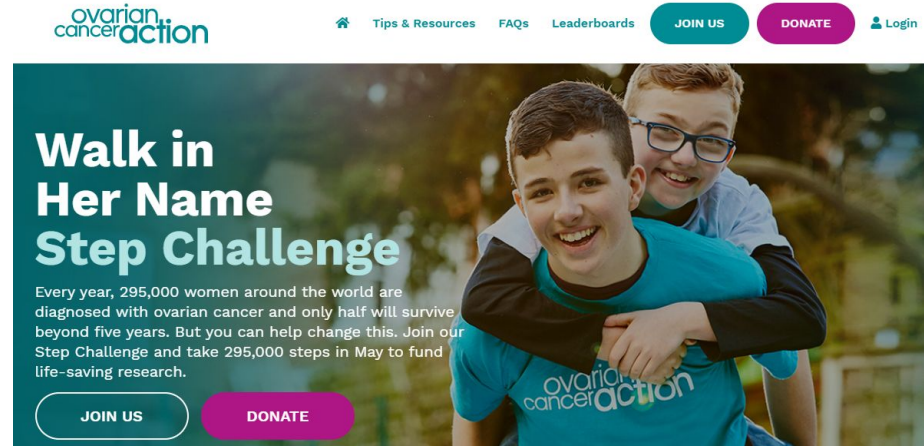 ovarian
canceraction
Tips & Resources FAQs Leaderboards JOIN US DONATE Login
Walk in
Her Name
Step Challenge
Every year, 295,000 women around the world are
diagnosed with ovarian cancer and only half will survive
beyond five years. But you can help change this. Join our
Step Challenge and take 295,000 steps in May to fund
life-saving research.
JOIN US DONATE
ovarian
canceraction